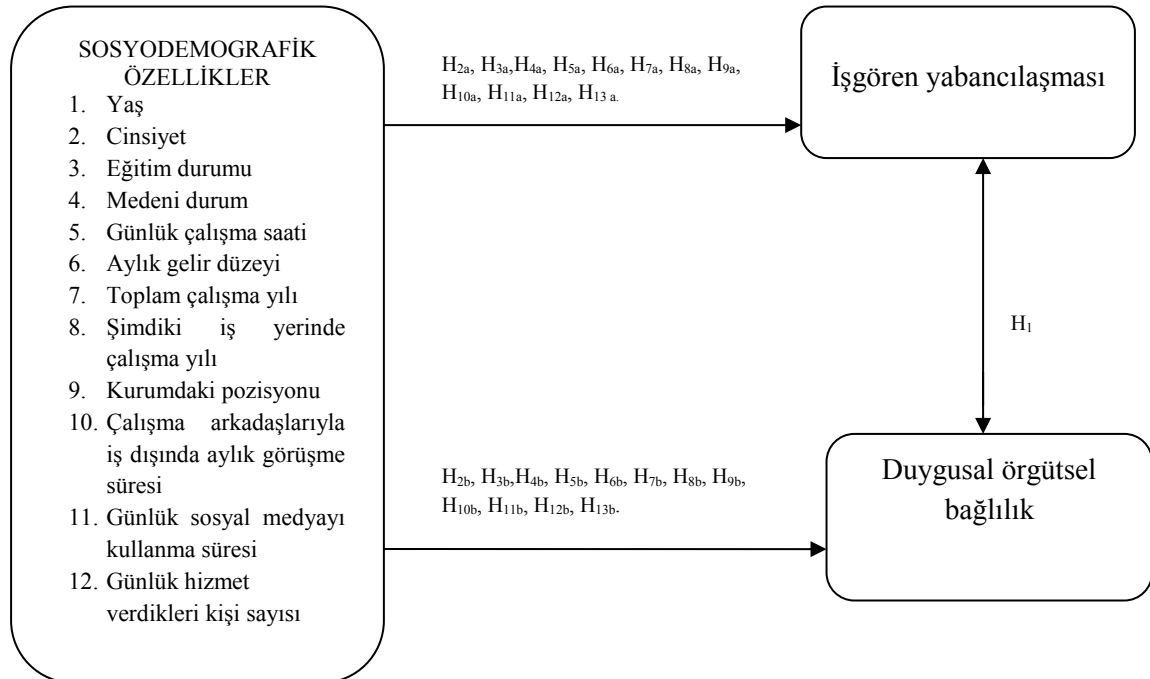 SOSYODEMOGRAFİK
ÖZELLİKLER
1. Yaş
2. Cinsiyet
3. Eğitim durumu
4. Medeni durum
5. Günlük çalışma saati
6. Aylık gelir düzeyi
7. Toplam çalışma yılı
8. Şimdiki iş yerinde
çalışma yılı
9. Kurumdaki pozisyonu
10. Çalışma arkadaşlarıyla
iş dışında aylık görüşme
süresi
11. Günlük sosyal medyayı
kullanma süresi
12. Günlük hizmet
verdikleri kişi sayısı
H2a, H3a,H4a, H5a, H6a, H7a, H8a, H9a,
H10a, H11a, H12a, H13 a.
İşgören yabancılaşması
H1
H2b, H3b,H4b, H5b, H6b, H7b, H8b, H9b,
H10b, H11b, H12b, H13b.
Duygusal örgütsel
bağlılık